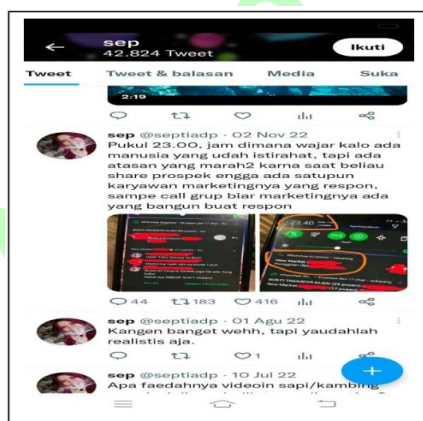 sep
42.824 Tweet
Ikuti
Tweet Tweet & balasan Media Suka
2:19
sep @septiadp · 02 Nov 22
Pukul 23.00, jam dimana wajar kalo ada
manusia yang udah istirahat, tapi ada
atasan yang marah2 karna saat beliau
share prospek engga ada satupun
karyawan marketingnya yang respon,
sampe call grup biar marketingnya ada
yang bangun buat respon
23.40
44 183 416
sep @septiadp · 01 Agu 22
Kangen banget wehh, tapi yaudahlah
realistis aja.
1
sep @septiadp · 10 Jul 22
Apa faedahnya videoin sapi/kambing